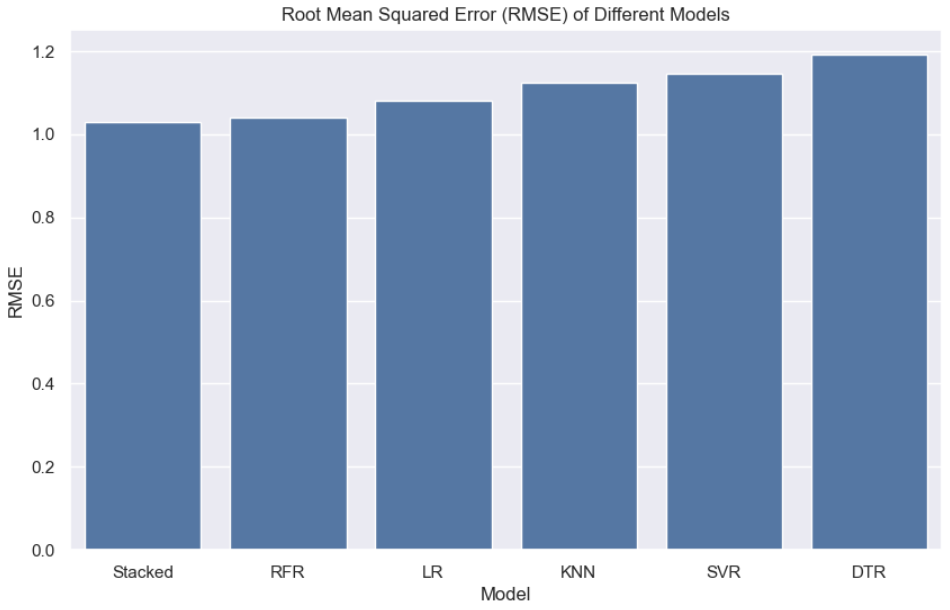 Root Mean Squared Error (RMSE) of Different Models
1.2
1.0
0.8
0.6
0.4
0.2
0.0
RMSE
Stacked RFR LR KNN SVR DTR
Model